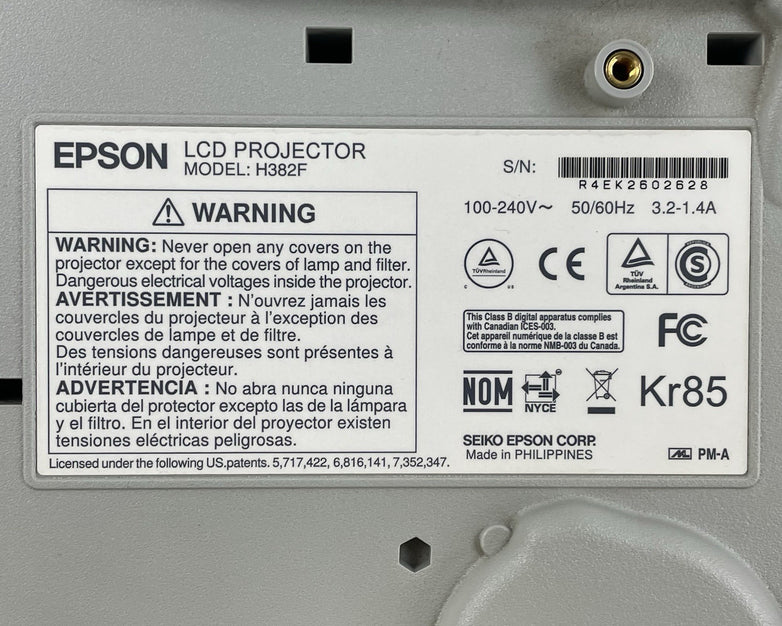 EPSON LCD PROJECTOR
MODEL: H382F
S/N:
R4EK2602628
100-240V~ 50/60Hz 3.2-1.4A
⚠ WARNING
WARNING: Never open any covers on the
projector except for the covers of lamp and filter.
Dangerous electrical voltages inside the projector.
AVERTISSEMENT : N'ouvrez jamais les
couvercles du projecteur à l'exception des
couvercles de lampe et de filtre.
Des tensions dangereuses sont présentes à
l'intérieur du projecteur.
ADVERTENCIA : No abra nunca ninguna
cubierta del protector excepto las de la lámpara
y el filtro. En el interior del proyector existen
tensiones eléctricas peligrosas.
Licensed under the following US.patents. 5,717,422, 6,816,141, 7,352,347.
TÜVRheinland
C US
CE
TÜV
Rheinland
Argentina S.A.
S
This Class B digital apparatus complies
with Canadian ICES-003.
Cet appareil numérique de la classe B est
conforme à la norme NMB-003 du Canada.
FC
NOM
NYCE
Kr85
SEIKO EPSON CORP.
Made in PHILIPPINES
PM-A